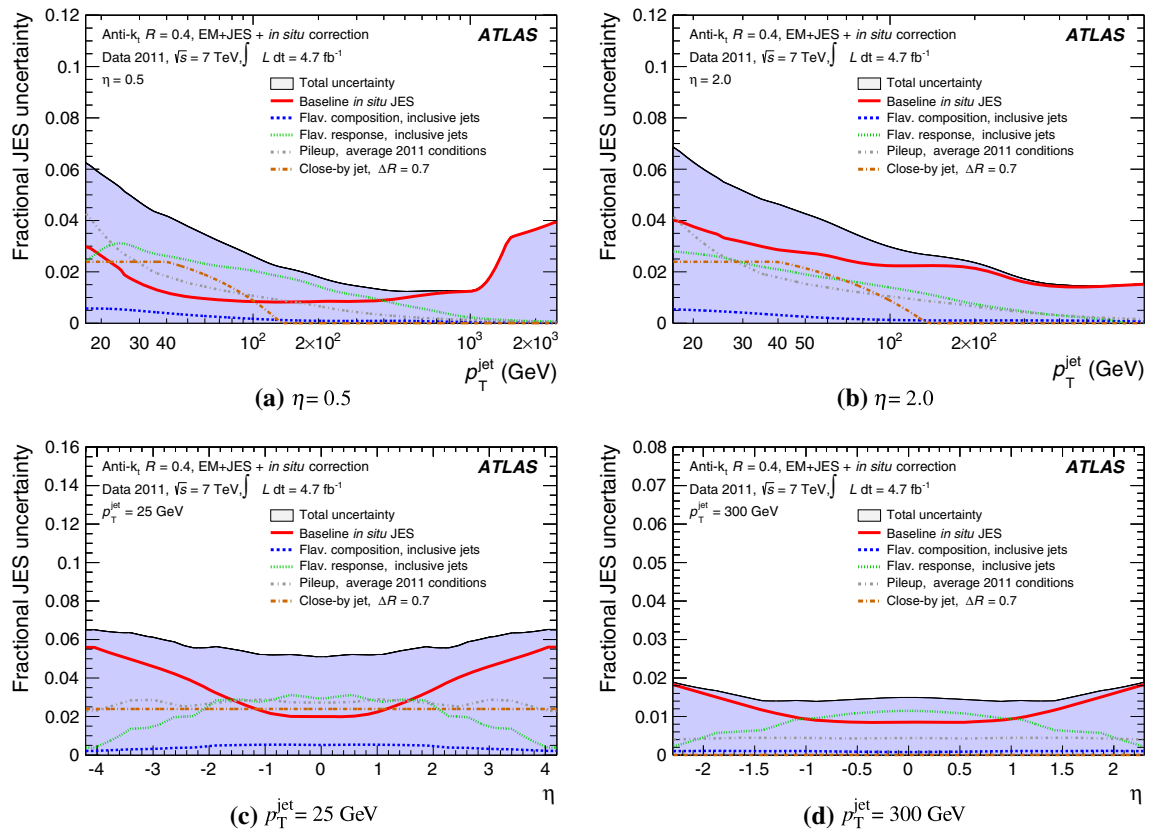 Fractional JES uncertainty
0.12
0.1
0.08
0.06
0.04
0.02
0
Anti-kₜ R = 0.4, EM+JES + in situ correction
ATLAS
Data 2011, √s = 7 TeV, ∫ L dt = 4.7 fb⁻¹
η = 0.5
Total uncertainty
Baseline in situ JES
Flav. composition, inclusive jets
Flav. response, inclusive jets
Pileup, average 2011 conditions
Close-by jet, ΔR = 0.7
20 30 40 10² 2×10² 10³ 2×10³
p_T^jet (GeV)
(a) η = 0.5
Fractional JES uncertainty
0.12
0.1
0.08
0.06
0.04
0.02
0
Anti-kₜ R = 0.4, EM+JES + in situ correction
ATLAS
Data 2011, √s = 7 TeV, ∫ L dt = 4.7 fb⁻¹
η = 2.0
Total uncertainty
Baseline in situ JES
Flav. composition, inclusive jets
Flav. response, inclusive jets
Pileup, average 2011 conditions
Close-by jet, ΔR = 0.7
20 30 40 10² 2×10²
p_T^jet (GeV)
(b) η = 2.0
Fractional JES uncertainty
0.16
0.14
0.12
0.1
0.08
0.06
0.04
0.02
0
Anti-kₜ R = 0.4, EM+JES + in situ correction
ATLAS
Data 2011, √s = 7 TeV, ∫ L dt = 4.7 fb⁻¹
p_T^jet = 25 GeV
Total uncertainty
Baseline in situ JES
Flav. composition, inclusive jets
Flav. response, inclusive jets
Pileup, average 2011 conditions
Close-by jet, ΔR = 0.7
-4 -3 -2 -1 0 1 2 3 4
η
(c) p_T^jet = 25 GeV
Fractional JES uncertainty
0.08
0.07
0.06
0.05
0.04
0.03
0.02
0.01
0
Anti-kₜ R = 0.4, EM+JES + in situ correction
ATLAS
Data 2011, √s = 7 TeV, ∫ L dt = 4.7 fb⁻¹
p_T^jet = 300 GeV
Total uncertainty
Baseline in situ JES
Flav. composition, inclusive jets
Flav. response, inclusive jets
Pileup, average 2011 conditions
Close-by jet, ΔR = 0.7
-2 -1.5 -1 -0.5 0 0.5 1 1.5 2
η
(d) p_T^jet = 300 GeV